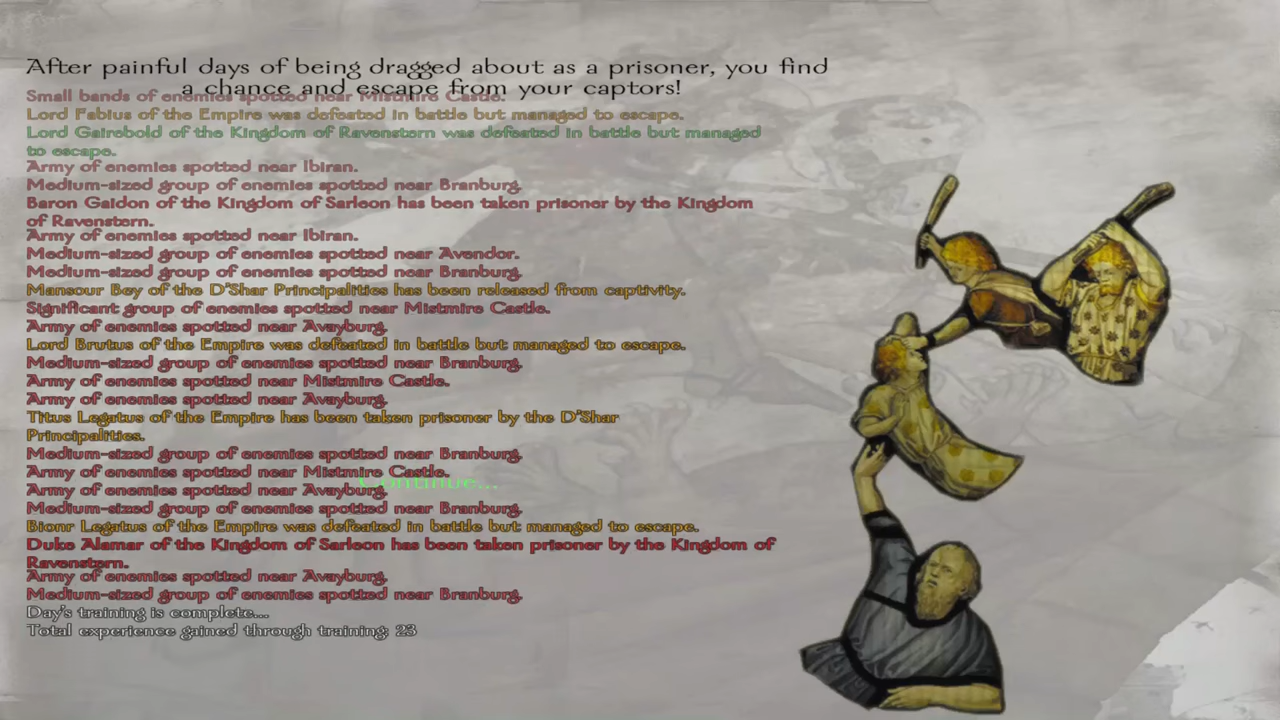 After painful days of being dragged about as a prisoner, you find
a chance and escape from your captors!
Small bands of enemies spotted near Mistmire Castle.
Lord Fabius of the Empire was defeated in battle but managed to escape.
Lord Gairebold of the Kingdom of Ravenstern was defeated in battle but managed
to escape.
Army of enemies spotted near Ibiran.
Medium-sized group of enemies spotted near Branburg.
Baron Gaidon of the Kingdom of Sarleon has been taken prisoner by the Kingdom
of Ravenstern.
Army of enemies spotted near Ibiran.
Medium-sized group of enemies spotted near Avendor.
Medium-sized group of enemies spotted near Branburg.
Mansour Bey of the D'Shar Principalities has been released from captivity.
Significant group of enemies spotted near Mistmire Castle.
Army of enemies spotted near Avayburg.
Lord Brutus of the Empire was defeated in battle but managed to escape.
Medium-sized group of enemies spotted near Branburg.
Army of enemies spotted near Mistmire Castle.
Army of enemies spotted near Avayburg.
Titus Legatus of the Empire has been taken prisoner by the D'Shar
Principalities.
Medium-sized group of enemies spotted near Branburg.
Army of enemies spotted near Mistmire Castle.
Continue...
Army of enemies spotted near Avayburg.
Medium-sized group of enemies spotted near Branburg.
Bionr Legatus of the Empire was defeated in battle but managed to escape.
Duke Alamar of the Kingdom of Sarleon has been taken prisoner by the Kingdom of
Ravenstern.
Army of enemies spotted near Avayburg.
Medium-sized group of enemies spotted near Branburg.
Day's training is complete...
Total experience gained through training: 23